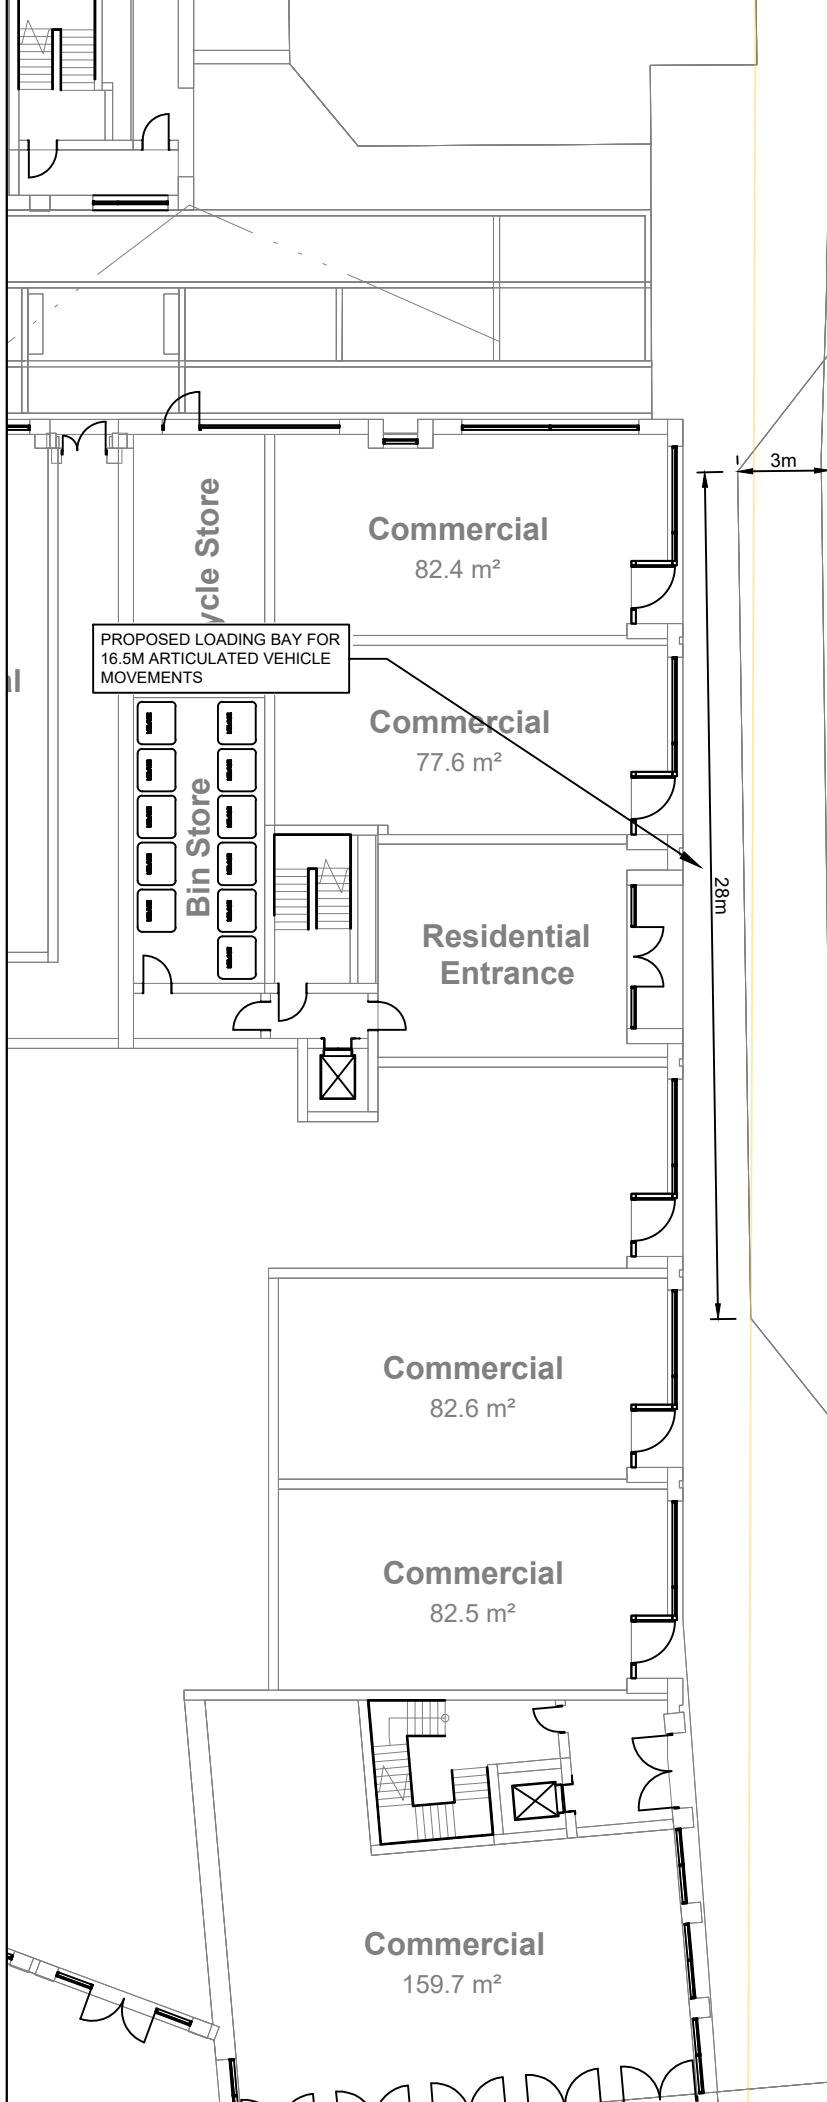 3m
Commercial
82.4 m²
ycle Store
PROPOSED LOADING BAY FOR
16.5M ARTICULATED VEHICLE
MOVEMENTS
al
Commercial
77.6 m²
Bin Store
28m
Residential
Entrance
Commercial
82.6 m²
Commercial
82.5 m²
Commercial
159.7 m²